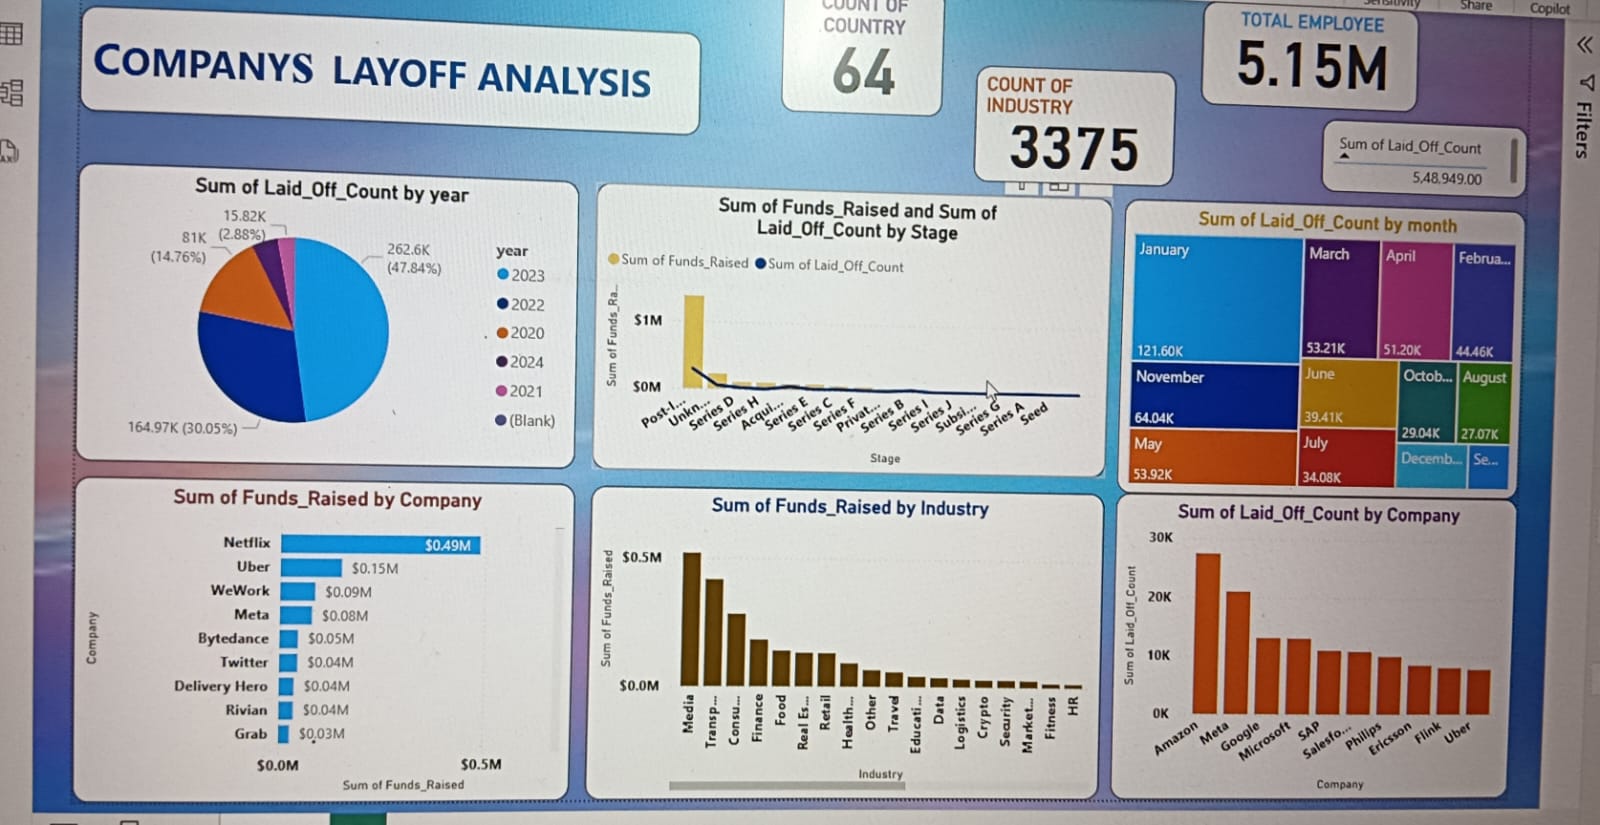 Share
Copilot
COMPANYS LAYOFF ANALYSIS
COUNT OF
COUNTRY
64
COUNT OF
INDUSTRY
3375
TOTAL EMPLOYEE
5.15M
Filters
Sum of Laid_Off_Count
5,48,949.00
Sum of Laid_Off_Count by year
15.82K
(2.88%)
81K
(14.76%)
262.6K
(47.84%)
164.97K (30.05%)
year
2023
2022
2020
2024
2021
(Blank)
Sum of Funds_Raised and Sum of
Laid_Off_Count by Stage
Sum of Funds_Raised
Sum of Laid_Off_Count
Sum of Funds_Ra...
$1M
$0M
Post-I...
Unkn...
Series D
Series H
Acqui...
Series E
Series C
Series F
Privat...
Series B
Series I
Series J
Subsi...
Series G
Series A
Seed
Stage
Sum of Laid_Off_Count by month
January
121.60K
March
53.21K
April
51.20K
Februa...
44.46K
November
64.04K
June
39.41K
Octob...
29.04K
August
27.07K
May
53.92K
July
34.08K
Decemb...
Se...
Sum of Funds_Raised by Company
Company
Netflix $0.49M
Uber $0.15M
WeWork $0.09M
Meta $0.08M
Bytedance $0.05M
Twitter $0.04M
Delivery Hero $0.04M
Rivian $0.04M
Grab $0.03M
$0.0M $0.5M
Sum of Funds_Raised
Sum of Funds_Raised by Industry
Sum of Funds_Raised
$0.5M
$0.0M
Media
Transp...
Consu...
Finance
Food
Real Es...
Retail
Health...
Other
Travel
Educati...
Data
Logistics
Crypto
Security
Market...
Fitness
HR
Industry
Sum of Laid_Off_Count by Company
Sum of Laid_Off_Count
30K
20K
10K
0K
Amazon
Meta
Google
Microsoft
SAP
Salesfo...
Philips
Ericsson
Flink
Uber
Company